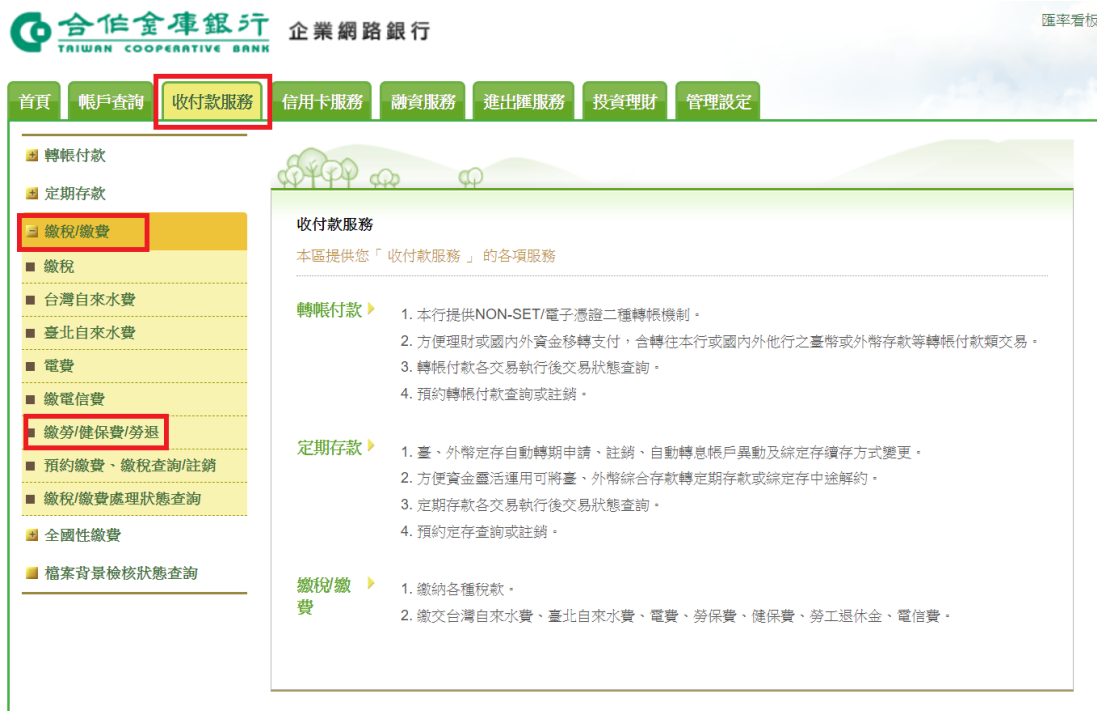 合作金庫銀行 企業網路銀行
TAIWAN COOPERATIVE BANK
匯率看板
首頁 帳戶查詢 收付款服務 信用卡服務 融資服務 進出匯服務 投資理財 管理設定
轉帳付款
定期存款
繳稅/繳費
繳稅
台灣自來水費
臺北自來水費
電費
繳電信費
繳勞/健保費/勞退
預約繳費、繳稅查詢/註銷
繳稅/繳費處理狀態查詢
全國性繳費
檔案背景檢核狀態查詢
收付款服務
本區提供您「 收付款服務 」的各項服務
轉帳付款
1. 本行提供NON-SET/電子憑證二種轉帳機制。
2. 方便理財或國內外資金移轉支付，含轉往本行或國內外他行之臺幣或外幣存款等轉帳付款類交易。
3. 轉帳付款各交易執行後交易狀態查詢。
4. 預約轉帳付款查詢或註銷。
定期存款
1. 臺、外幣定存自動轉期申請、註銷、自動轉息帳戶異動及綜定存續存方式變更。
2. 方便資金靈活運用可將臺、外幣綜合存款轉定期存款或綜定存中途解約。
3. 定期存款各交易執行後交易狀態查詢。
4. 預約定存查詢或註銷。
繳稅/繳
費
1. 繳納各種稅款。
2. 繳交台灣自來水費、臺北自來水費、電費、勞保費、健保費、勞工退休金、電信費。